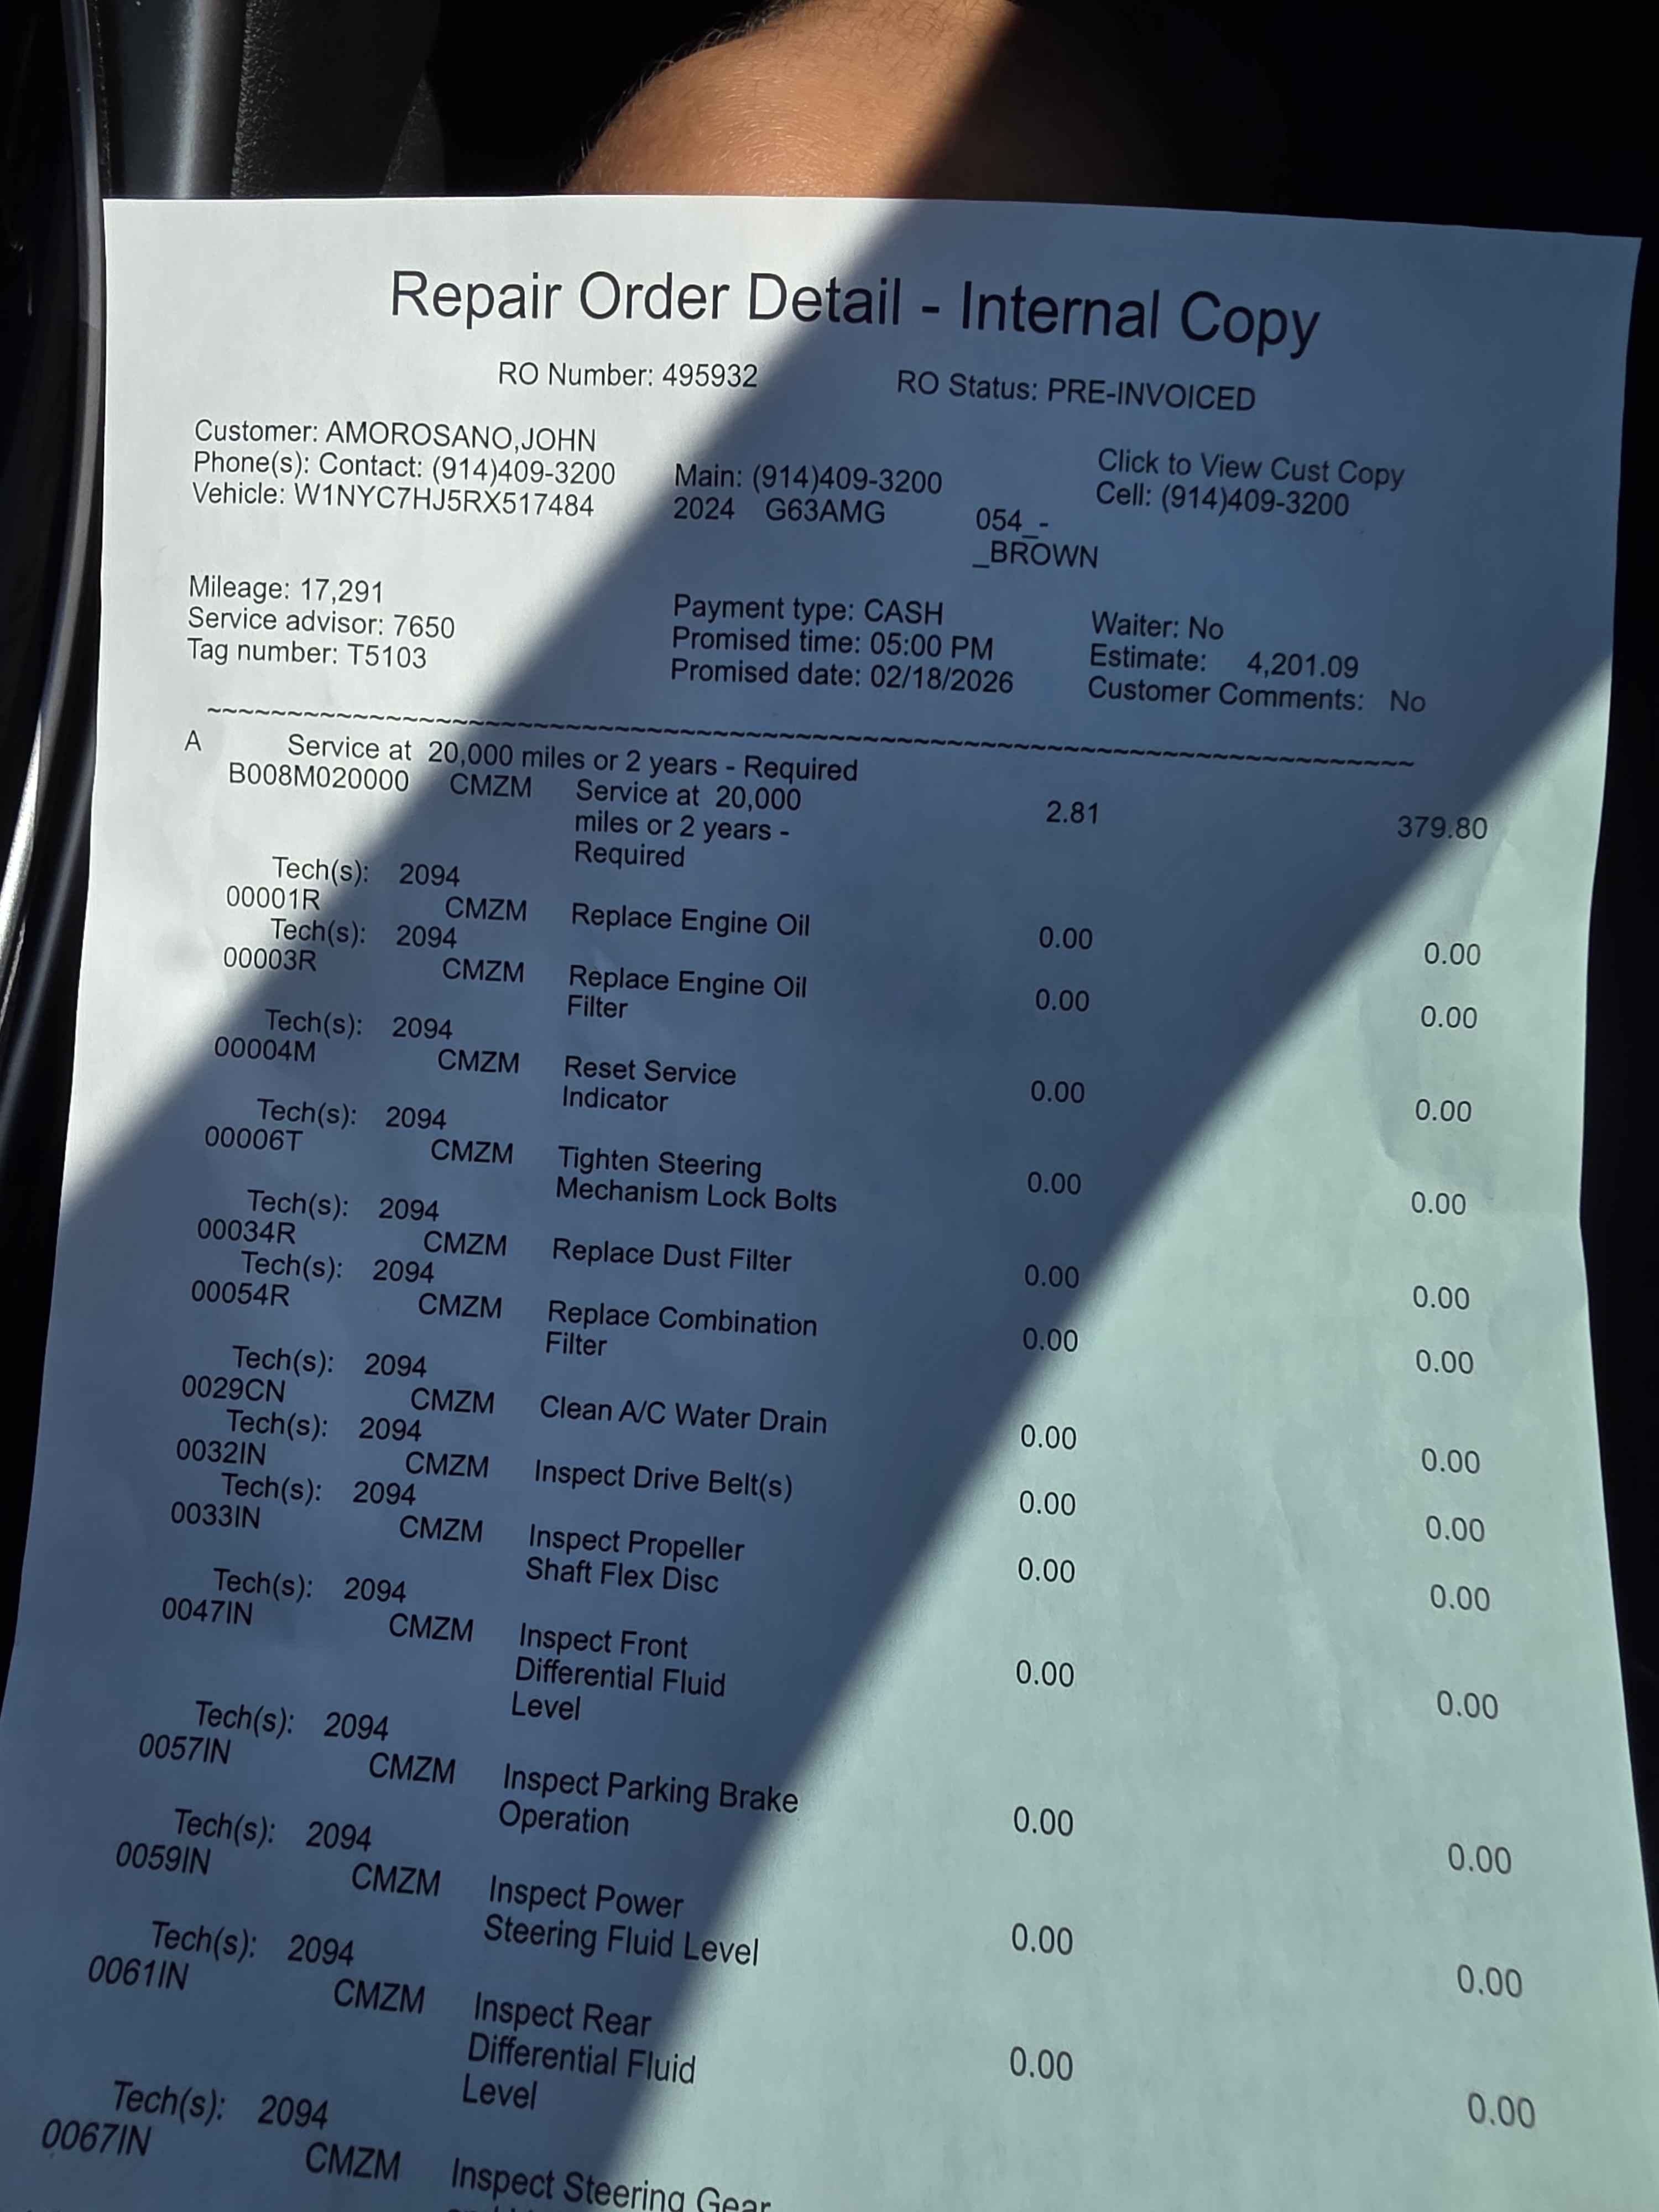 Repair Order Detail - Internal Copy
RO Number: 495932 RO Status: PRE-INVOICED
Customer: AMOROSANO,JOHN Click to View Cust Copy
Phone(s): Contact: (914)409-3200 Main: (914)409-3200 Cell: (914)409-3200
Vehicle: W1NYC7HJ5RX517484 2024 G63AMG 054_-
_BROWN
Mileage: 17,291 Payment type: CASH Waiter: No
Service advisor: 7650 Promised time: 05:00 PM Estimate: 4,201.09
Tag number: T5103 Promised date: 02/18/2026 Customer Comments: No
~~~~~~~~~~~~~~~~~~~~~~~~~~~~~~~~~~~~~~~~~~~~~~~~~~~~~~~~~~~~~~~~~~~~~~~~~~~~~~~~
A Service at 20,000 miles or 2 years - Required
B008M020000 CMZM Service at 20,000 2.81 379.80
miles or 2 years -
Required
Tech(s): 2094
00001R CMZM Replace Engine Oil 0.00 0.00
Tech(s): 2094
00003R CMZM Replace Engine Oil 0.00 0.00
Filter
Tech(s): 2094
00004M CMZM Reset Service 0.00 0.00
Indicator
Tech(s): 2094
00006T CMZM Tighten Steering 0.00 0.00
Mechanism Lock Bolts
Tech(s): 2094
00034R CMZM Replace Dust Filter 0.00 0.00
Tech(s): 2094
00054R CMZM Replace Combination 0.00 0.00
Filter
Tech(s): 2094
0029CN CMZM Clean A/C Water Drain 0.00 0.00
Tech(s): 2094
0032IN CMZM Inspect Drive Belt(s) 0.00 0.00
Tech(s): 2094
0033IN CMZM Inspect Propeller 0.00 0.00
Shaft Flex Disc
Tech(s): 2094
0047IN CMZM Inspect Front 0.00 0.00
Differential Fluid
Level
Tech(s): 2094
0057IN CMZM Inspect Parking Brake 0.00 0.00
Operation
Tech(s): 2094
0059IN CMZM Inspect Power 0.00 0.00
Steering Fluid Level
Tech(s): 2094
0061IN CMZM Inspect Rear 0.00 0.00
Differential Fluid
Level
Tech(s): 2094
0067IN CMZM Inspect Steering Gear